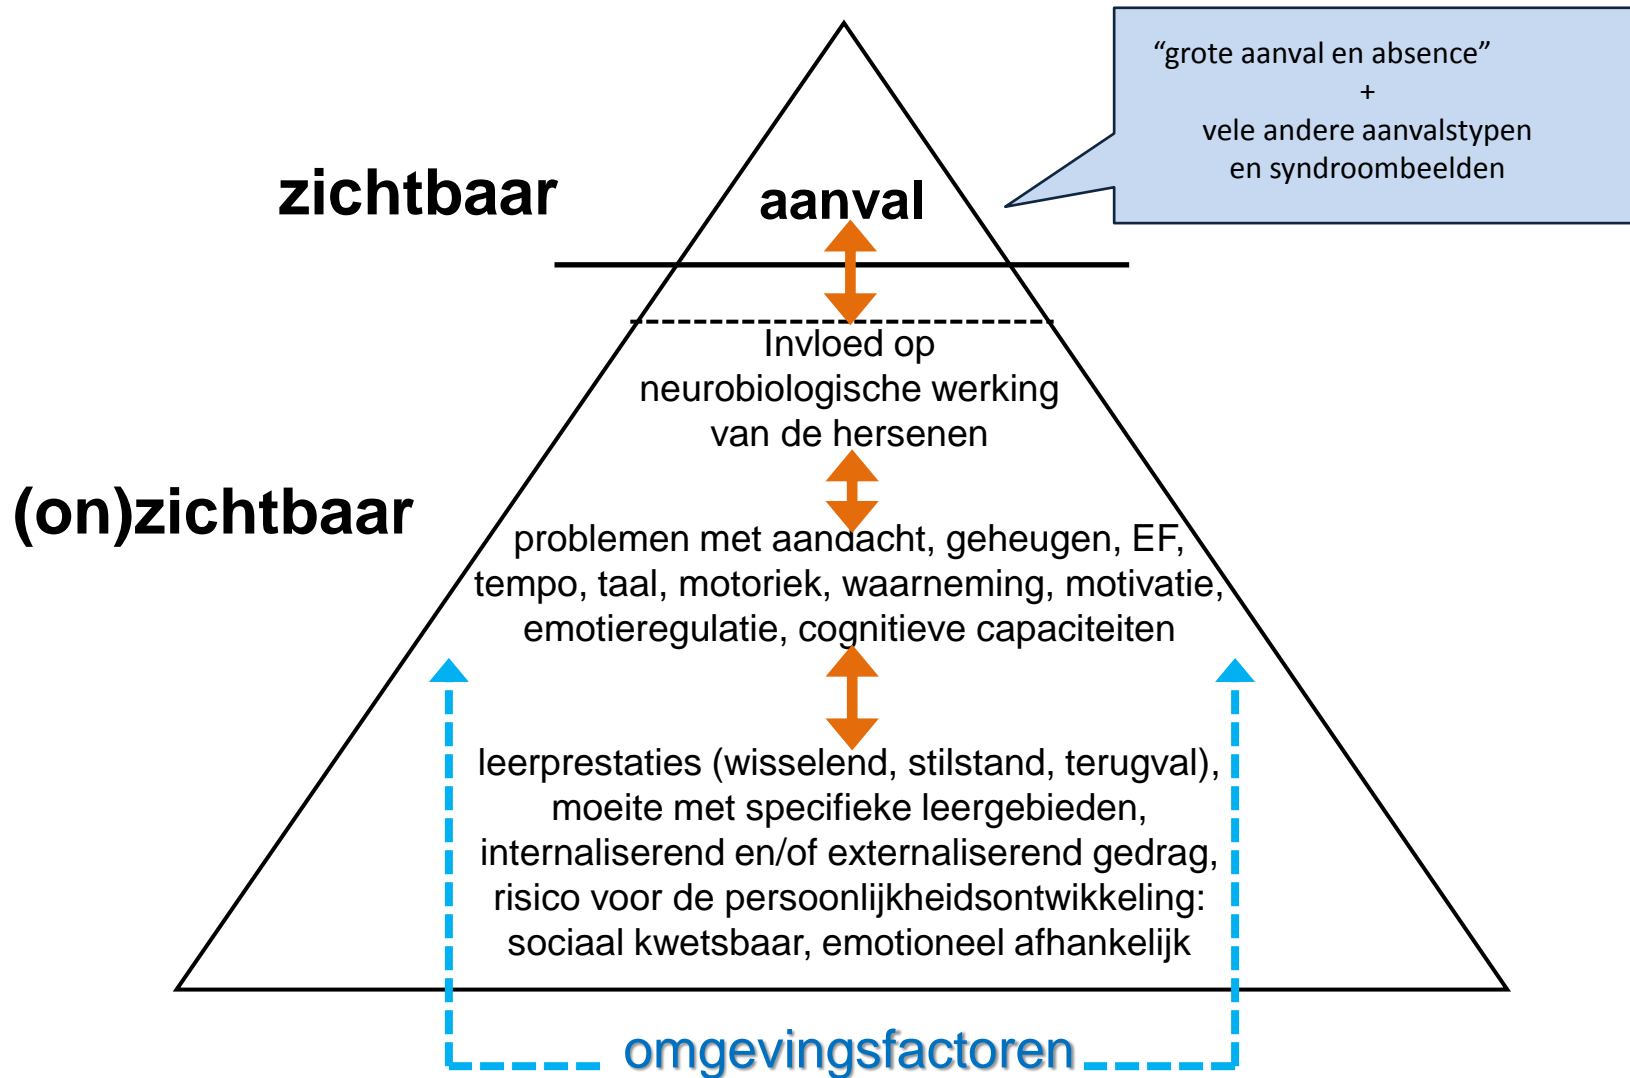 “grote aanval en absence”
+
vele andere aanvalstypen
en syndroombeelden
zichtbaar
aanval
Invloed op
neurobiologische werking
van de hersenen
(on)zichtbaar
problemen met aandacht, geheugen, EF,
tempo, taal, motoriek, waarneming, motivatie,
emotieregulatie, cognitieve capaciteiten
leerprestaties (wisselend, stilstand, terugval),
moeite met specifieke leergebieden,
internaliserend en/of externaliserend gedrag,
risico voor de persoonlijkheidsontwikkeling:
sociaal kwetsbaar, emotioneel afhankelijk
omgevingsfactoren